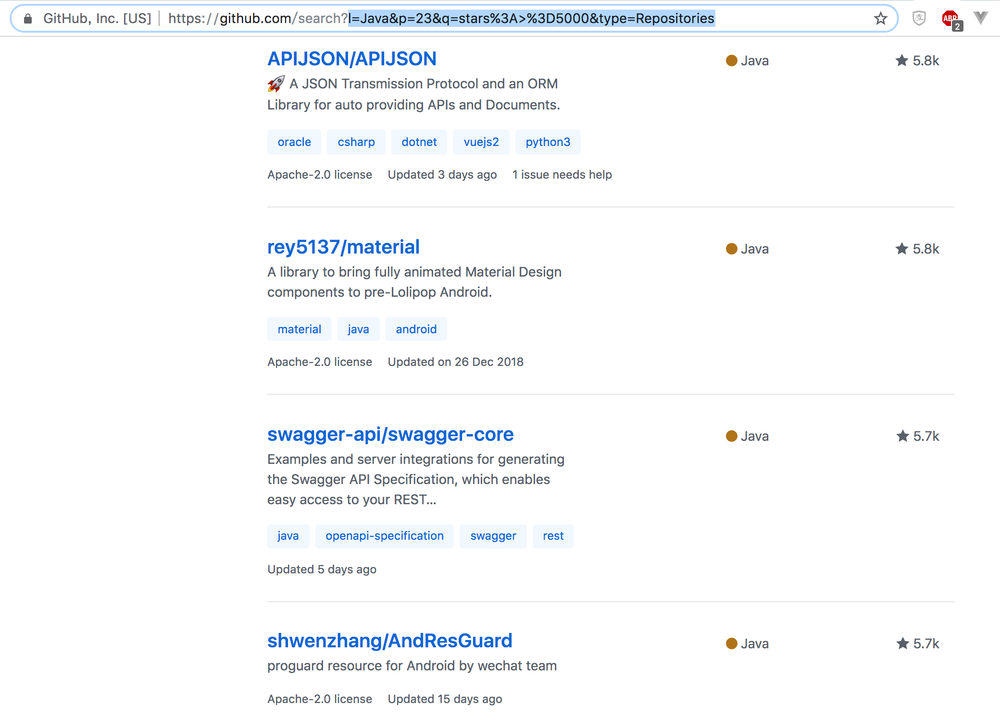 GitHub, Inc. [US] https://github.com/search?l=Java&p=23&q=stars%3A>%3D5000&type=Repositories
ABP
2
APIJSON/APIJSON
Java
5.8k
A JSON Transmission Protocol and an ORM
Library for auto providing APIs and Documents.
oracle csharp dotnet vuejs2 python3
Apache-2.0 license Updated 3 days ago 1 issue needs help
rey5137/material
Java
5.8k
A library to bring fully animated Material Design
components to pre-Lolipop Android.
material java android
Apache-2.0 license Updated on 26 Dec 2018
swagger-api/swagger-core
Java
5.7k
Examples and server integrations for generating
the Swagger API Specification, which enables
easy access to your REST...
java openapi-specification swagger rest
Updated 5 days ago
shwenzhang/AndResGuard
Java
5.7k
proguard resource for Android by wechat team
Apache-2.0 license Updated 15 days ago